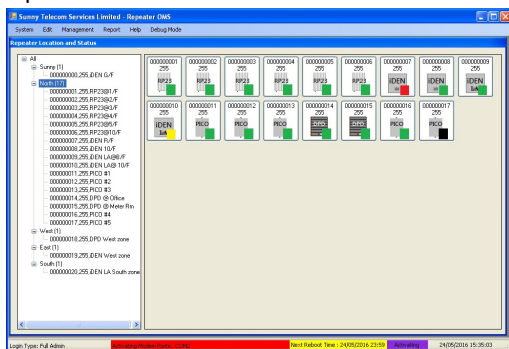 Sunny Telecom Services Limited - Repeater OMS
System Edit Management Report Help Debug Mode
Repeater Location and Status
All
Sunny (1)
000000000,255,iDEN G/F
North (17)
000000001,255,RP23@1/F
000000002,255,RP23@2/F
000000003,255,RP23@3/F
000000004,255,RP23@4/F
000000005,255,RP23@5/F
000000006,255,RP23@10/F
000000007,255,iDEN R/F
000000008,255,iDEN 10/F
000000009,255,iDEN LA@8/F
000000010,255,iDEN LA@ 10/F
000000011,255,PICO #1
000000012,255,PICO #2
000000013,255,PICO #3
000000014,255,DPD @ Office
000000015,255,DPD @ Meter Rm
000000016,255,PICO #4
000000017,255,PICO #5
West (1)
000000018,255,DPD West zone
East (1)
000000019,255,iDEN West zone
South (1)
000000020,255,iDEN LA South zone
000000001 000000002 000000003 000000004 000000005 000000006 000000007 000000008 000000009
255 255 255 255 255 255 255 255 255
RP23 RP23 RP23 RP23 RP23 RP23 iDEN iDEN iDEN
LA
000000010 000000011 000000012 000000013 000000014 000000015 000000016 000000017
255 255 255 255 255 255 255 255
iDEN PICO PICO PICO DPD DPD PICO PICO
LA
Login Type: Full Admin Activating Modem Ports : COM2 Next Reboot Time : 24/05/2016 23:59 Activating 24/05/2016 15:35:03